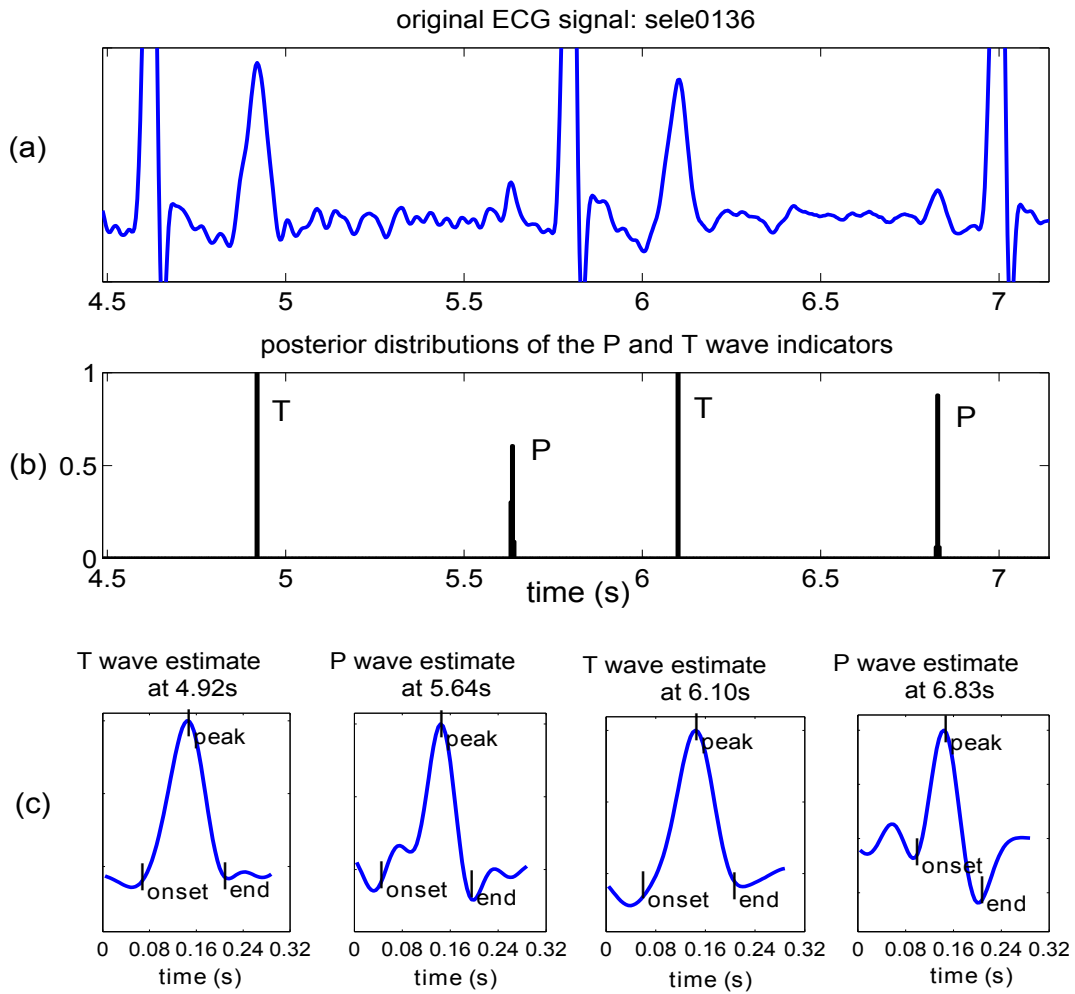 original ECG signal: sele0136
(a)
4.5 5 5.5 6 6.5 7
posterior distributions of the P and T wave indicators
1
T
T
P
P
(b)
0.5
0
4.5 5 5.5 6 6.5 7
time (s)
T wave estimate
at 4.92s
P wave estimate
at 5.64s
T wave estimate
at 6.10s
P wave estimate
at 6.83s
(c)
peak
onset
end
0 0.08 0.16 0.24 0.32
time (s)
peak
onset
end
0 0.08 0.16 0.24 0.32
time (s)
peak
onset
end
0 0.08 0.16 0.24 0.32
time (s)
peak
onset
end
0 0.08 0.16 0.24 0.32
time (s)